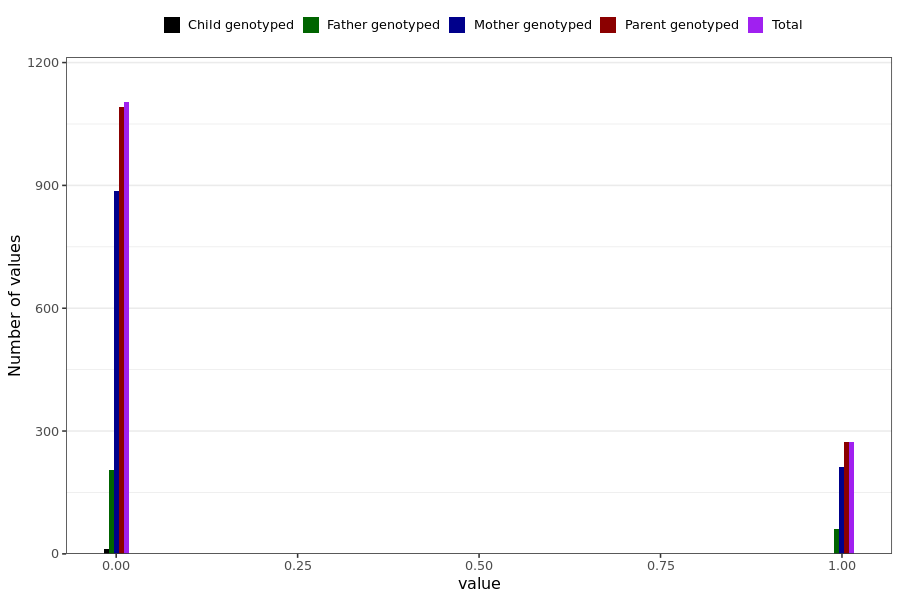 Child genotyped Father genotyped Mother genotyped Parent genotyped Total
1200
900
600
300
0
Number of values
0.00 0.25 0.50 0.75 1.00
value